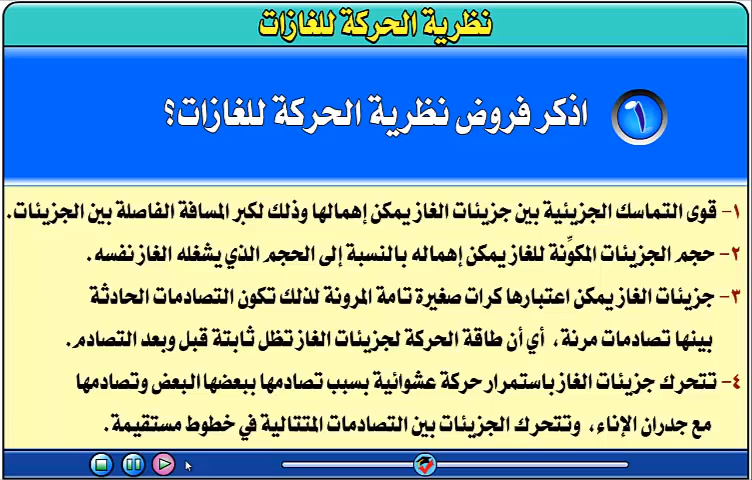 نظرية الحركة للغازات
١ اذكر فروض نظرية الحركة للغازات؟
١- قوى التماسك الجزيئية بين جزيئات الغاز يمكن إهمالها وذلك لكبر المسافة الفاصلة بين الجزيئات.
٢- حجم الجزيئات المكوِّنة للغاز يمكن إهماله بالنسبة إلى الحجم الذي يشغله الغاز نفسه.
٣- جزيئات الغاز يمكن اعتبارها كرات صغيرة تامة المرونة لذلك تكون التصادمات الحادثة
بينها تصادمات مرنة، أي أن طاقة الحركة لجزيئات الغاز تظل ثابتة قبل وبعد التصادم.
٤- تتحرك جزيئات الغاز باستمرار حركة عشوائية بسبب تصادمها ببعضها البعض وتصادمها
مع جدران الإناء، وتتحرك الجزيئات بين التصادمات المتتالية في خطوط مستقيمة.